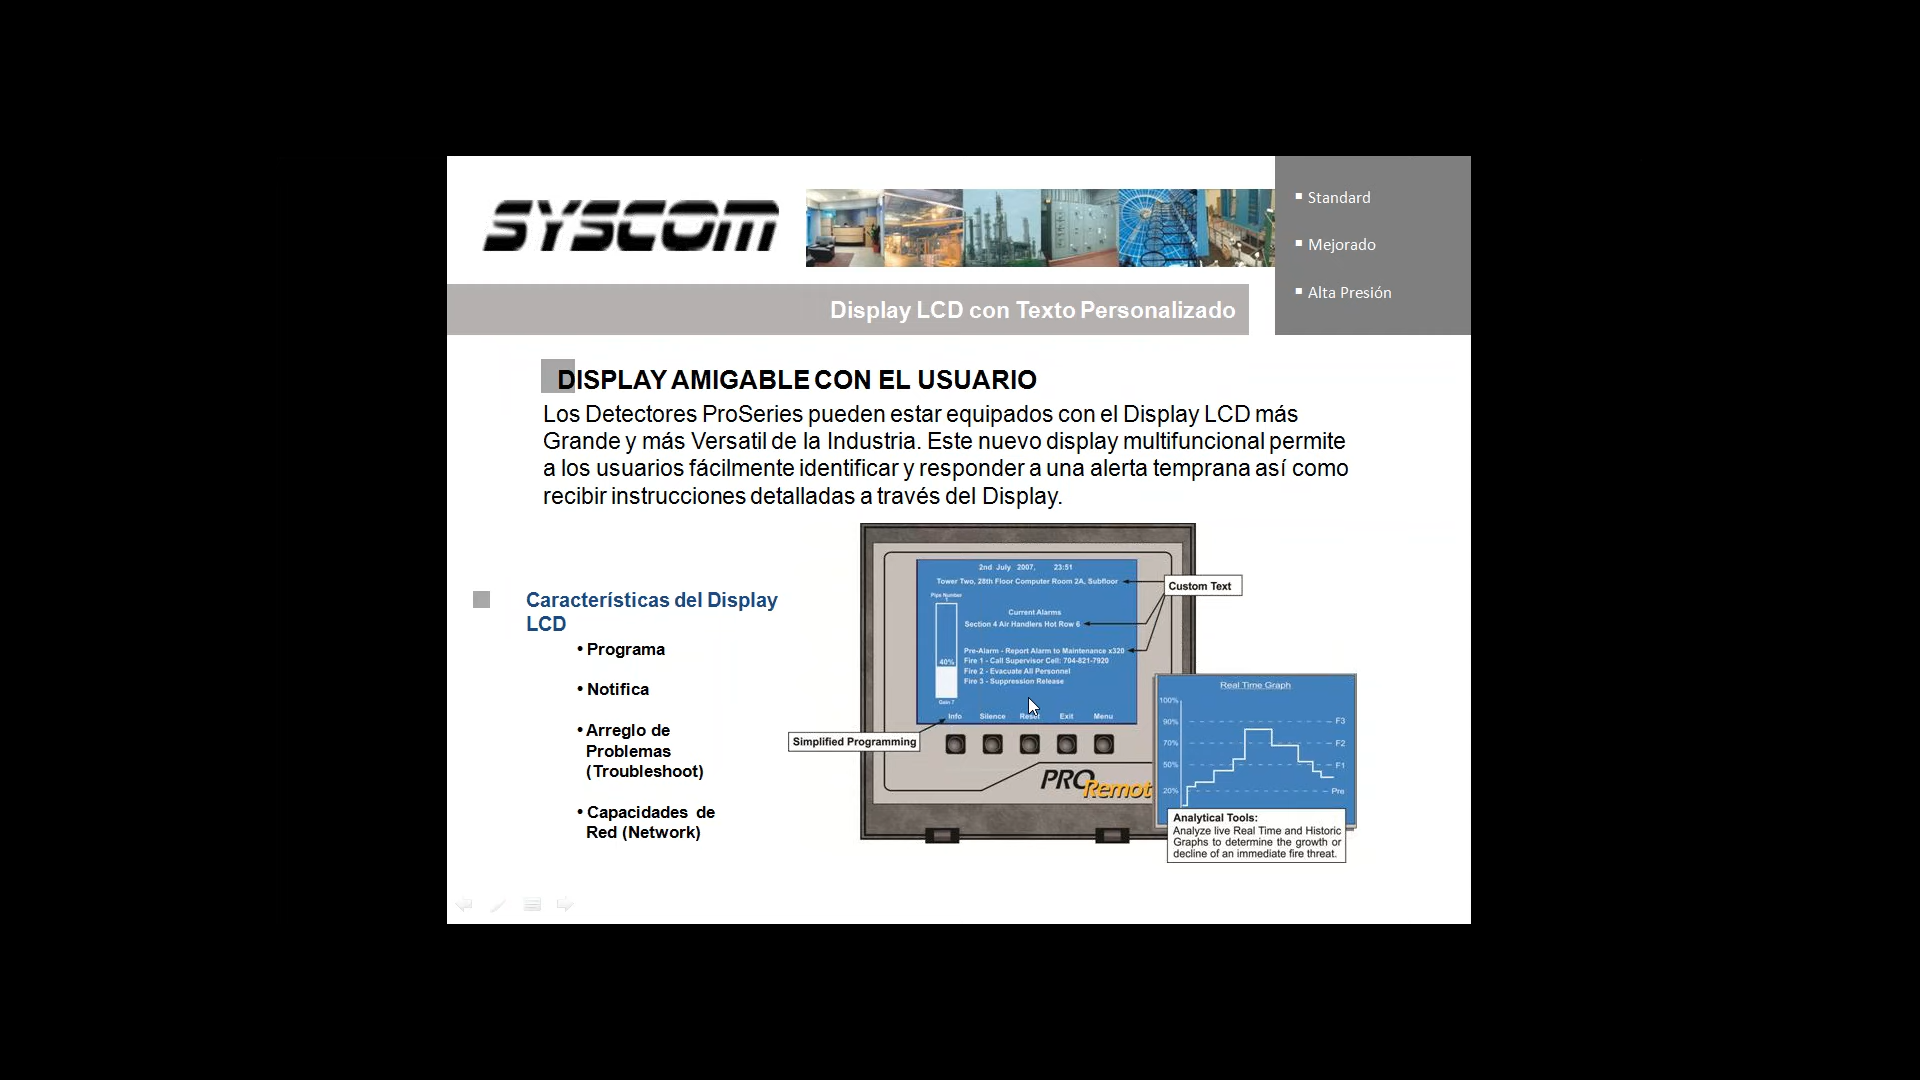 SYSCOM
Standard
Mejorado
Alta Presión
Display LCD con Texto Personalizado
DISPLAY AMIGABLE CON EL USUARIO
Los Detectores ProSeries pueden estar equipados con el Display LCD más
Grande y más Versatil de la Industria. Este nuevo display multifuncional permite
a los usuarios fácilmente identificar y responder a una alerta temprana así como
recibir instrucciones detalladas a través del Display.
Características del Display
LCD
• Programa
• Notifica
• Arreglo de
Problemas
(Troubleshoot)
• Capacidades de
Red (Network)
2nd July 2007, 23:51
Tower Two, 28th Floor Computer Room 2A, Subfloor
Custom Text
Pipe Number
1
Current Alarms
Section 4 Air Handlers Hot Row 6
Pre-Alarm - Report Alarm to Maintenance x320
40%
Fire 1 - Call Supervisor Cell: 704-821-7920
Fire 2 - Evacuate All Personnel
Fire 3 - Suppression Release
Gain 7
Info Silence Reset Exit Menu
Simplified Programming
PRO
Remot
Real Time Graph
100%
90% F3
70% F2
50% F1
20% Pre
Analytical Tools:
Analyze live Real Time and Historic
Graphs to determine the growth or
decline of an immediate fire threat.